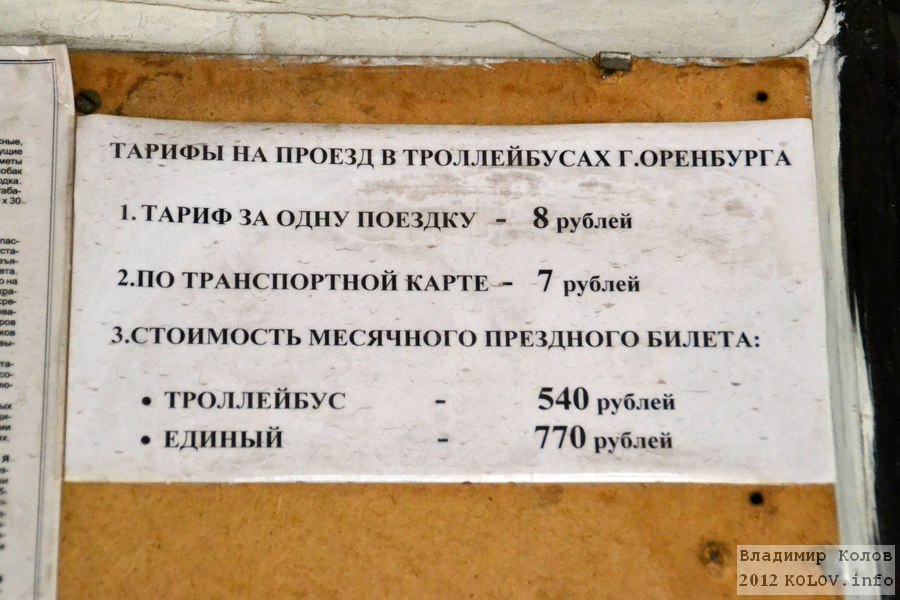 ТАРИФЫ НА ПРОЕЗД В ТРОЛЛЕЙБУСАХ Г.ОРЕНБУРГА
1. ТАРИФ ЗА ОДНУ ПОЕЗДКУ - 8 рублей
2.ПО ТРАНСПОРТНОЙ КАРТЕ - 7 рублей
3.СТОИМОСТЬ МЕСЯЧНОГО ПРЕЗДНОГО БИЛЕТА:
• ТРОЛЛЕЙБУС - 540 рублей
• ЕДИНЫЙ - 770 рублей
Владимир Колов
2012 KOLOV.info